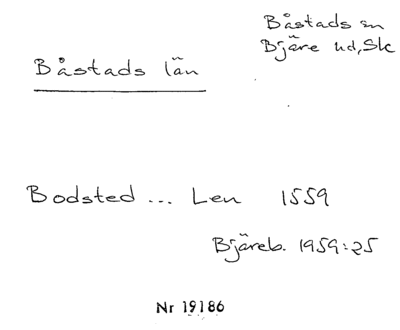 Båstads sn
Bjäre hd, Sk
Båstads län
Bodsted ... Len 1559
Bjäreb. 1959:25
Nr 19186